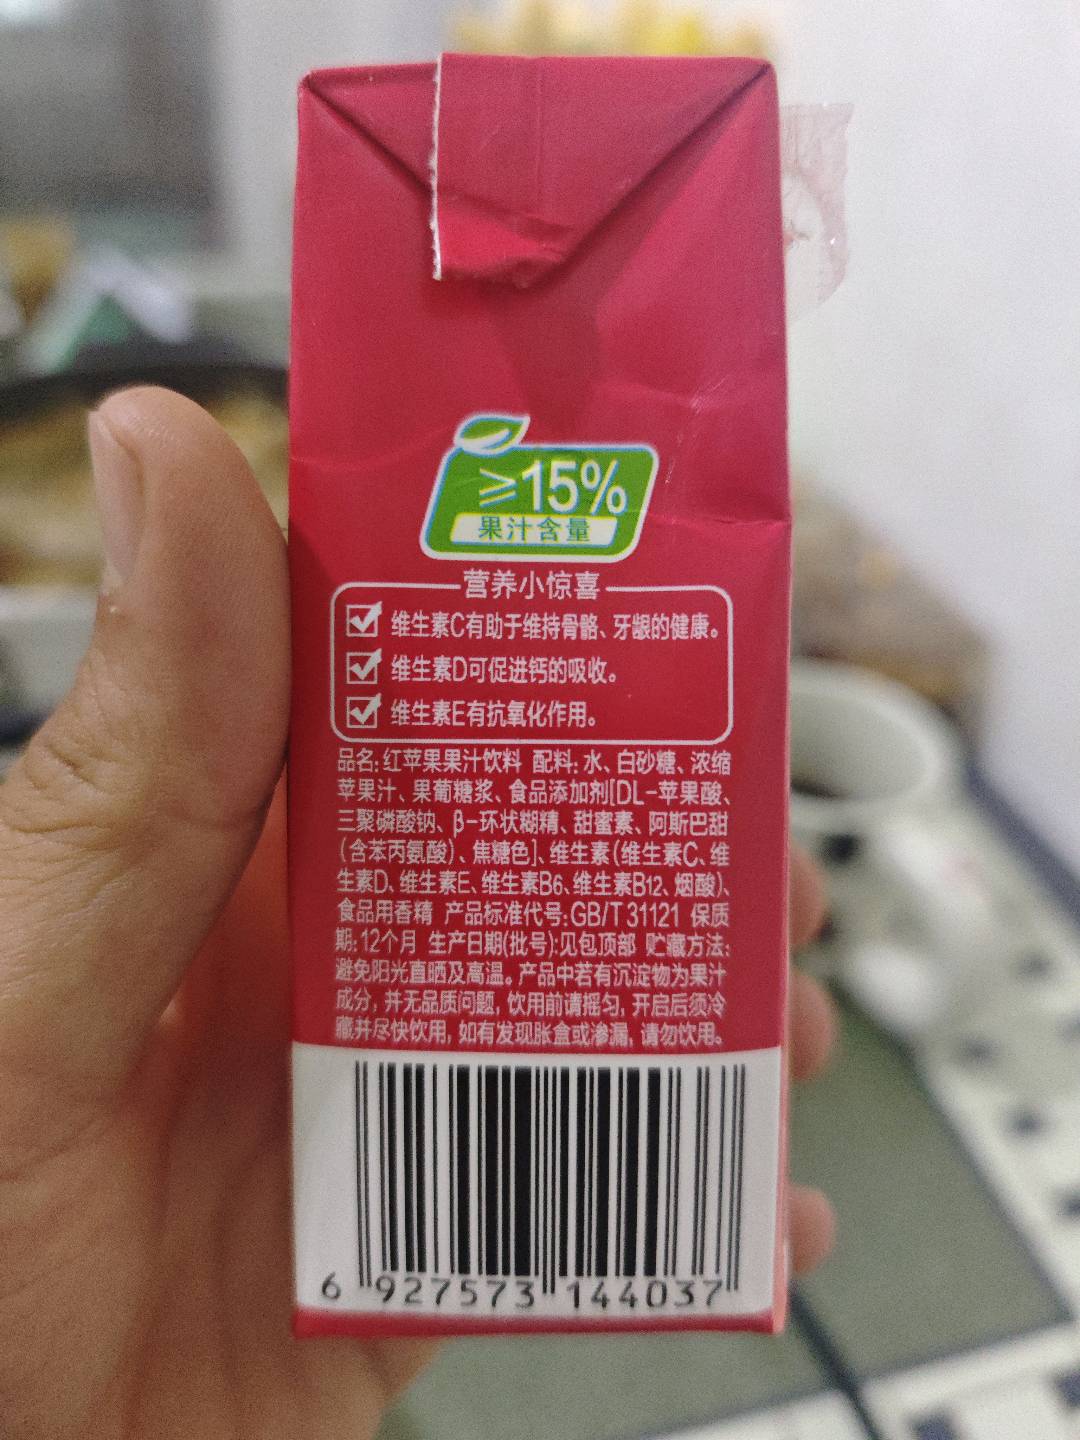 ≥15%
果汁含量
营养小惊喜
维生素C有助于维持骨骼、牙龈的健康。
维生素D可促进钙的吸收。
维生素E有抗氧化作用。
品名:红苹果果汁饮料 配料:水、白砂糖、浓缩
苹果汁、果葡糖浆、食品添加剂[DL-苹果酸、
三聚磷酸钠、β-环状糊精、甜蜜素、阿斯巴甜
(含苯丙氨酸)、焦糖色]、维生素(维生素C、维
生素D、维生素E、维生素B6、维生素B12、烟酸)、
食品用香精 产品标准代号:GB/T 31121 保质
期:12个月 生产日期(批号):见包顶部 贮藏方法:
避免阳光直晒及高温。产品中若有沉淀物为果汁
成分,并无品质问题,饮用前请摇匀,开启后须冷
藏并尽快饮用,如有发现胀盒或渗漏,请勿饮用。
6 927573 144037